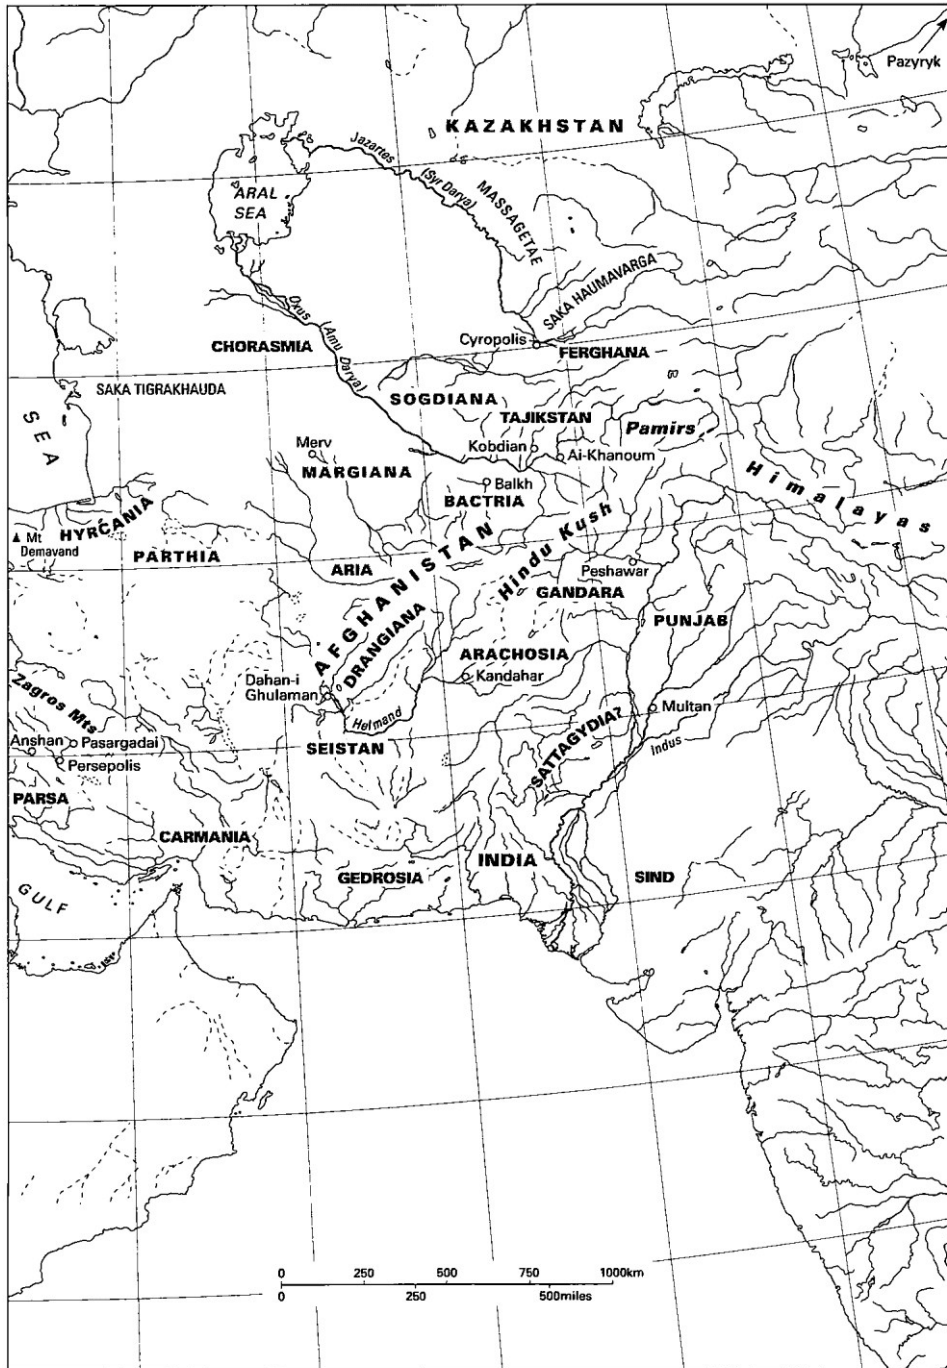 Pazyryk
KAZAKHSTAN
Jaxartes
(Syr Darya)
MASSAGETAE
ARAL
SEA
SAKA HAUMAVARGA
Oxus
(Amu Darya)
CHORASMIA
Cyropolis
FERGHANA
SAKA TIGRAKHAUDA
SOGDIANA
TAJIKSTAN
SEA
Pamirs
Merv
Kobdian
Ai-Khanoum
MARGIANA
Balkh
Himalayas
BACTRIA
HYRCANIA
Mt
Demavand
PARTHIA
ARIA
AFGHANISTAN
Hindu Kush
Peshawar
GANDARA
DRANGIANA
PUNJAB
ARACHOSIA
Kandahar
Dahan-i
Ghulaman
Zagros Mts
Helmand
Multan
SATTAGYDIA?
Indus
Anshan
Pasargadai
SEISTAN
Persepolis
PARSA
CARMANIA
GEDROSIA
INDIA
SIND
GULF
0 250 500 750 1000km
0 250 500miles